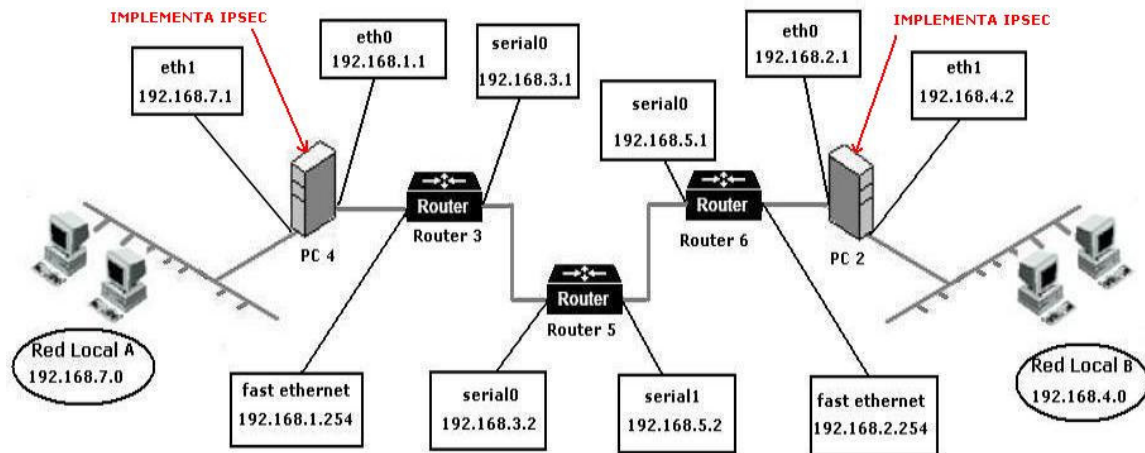 IMPLEMENTA IPSEC
eth0
192.168.1.1
serial0
192.168.3.1
eth0
192.168.2.1
IMPLEMENTA IPSEC
eth1
192.168.7.1
serial0
192.168.5.1
eth1
192.168.4.2
PC 4
Router
Router 3
Router
Router 6
PC 2
Router
Router 5
Red Local A
192.168.7.0
fast ethernet
192.168.1.254
serial0
192.168.3.2
serial1
192.168.5.2
fast ethernet
192.168.2.254
Red Local B
192.168.4.0